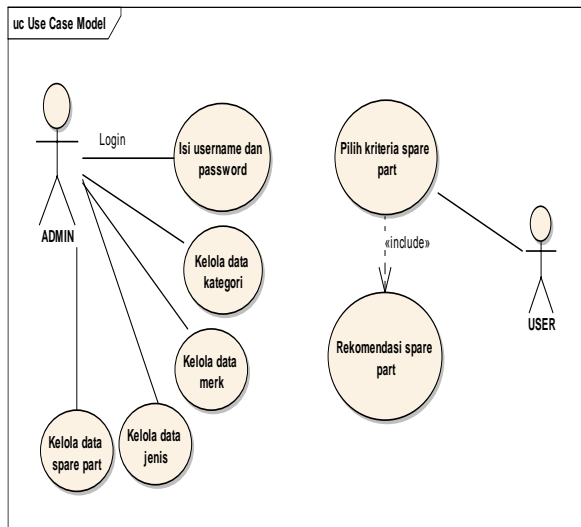 uc Use Case Model
Login
Isi username dan
password
ADMIN
Kelola data
kategori
Kelola data
merk
Kelola data
jenis
Kelola data
spare part
Pilih kriteria spare
part
«include»
USER
Rekomendasi spare
part